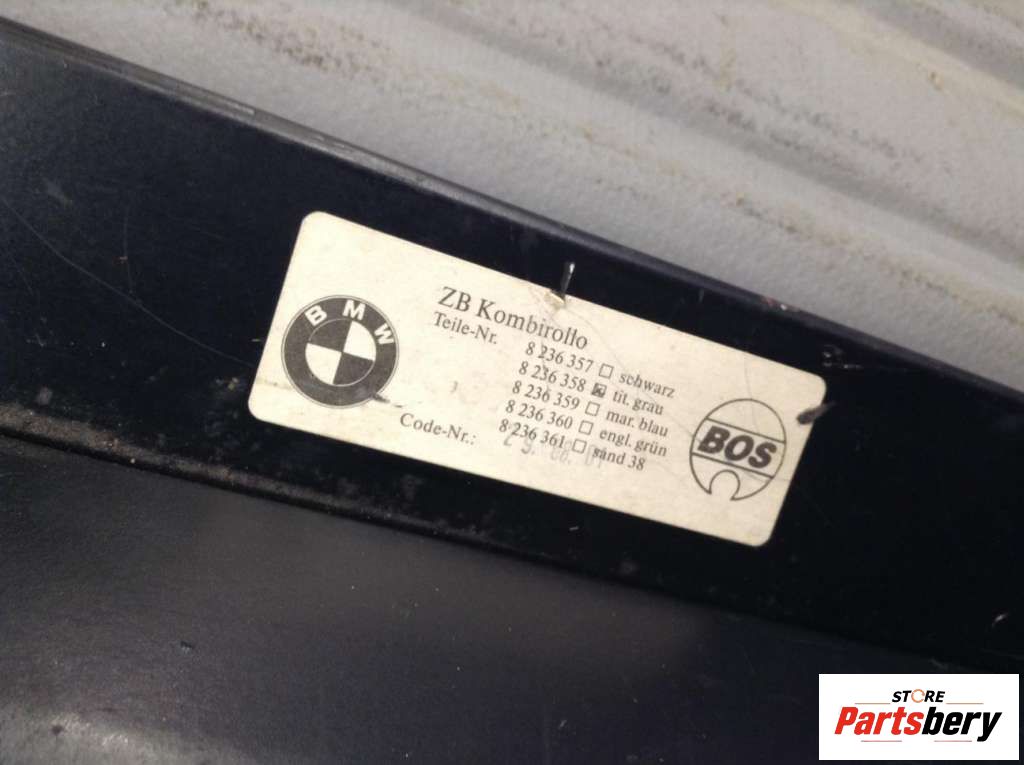 BMW
ZB Kombirollo
Teile-Nr.
8 236 357 schwarz
8 236 358 tit. grau
8 236 359 mar. blau
8 236 360 engl. grün
8 236 361 sand 38
Code-Nr.:
BOS
STORE
Partsbery